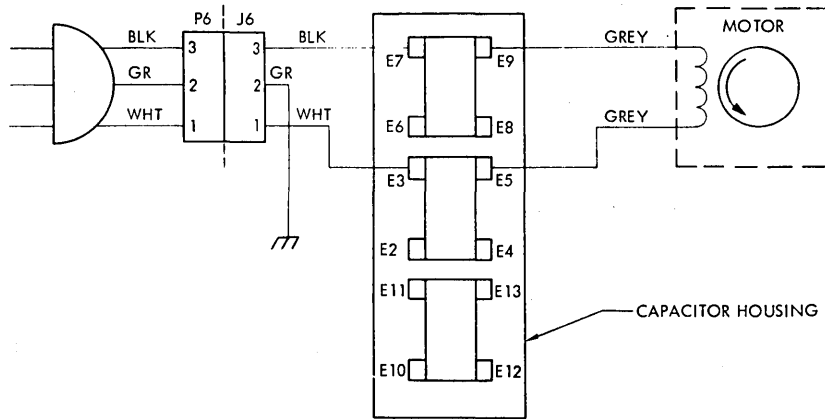 P6 J6
BLK 3 3 BLK
GR 2 2 GR
WHT 1 1 WHT
E7 E9 GREY
E6 E8
E3 E5 GREY
E2 E4
E11 E13
E10 E12
MOTOR
CAPACITOR HOUSING